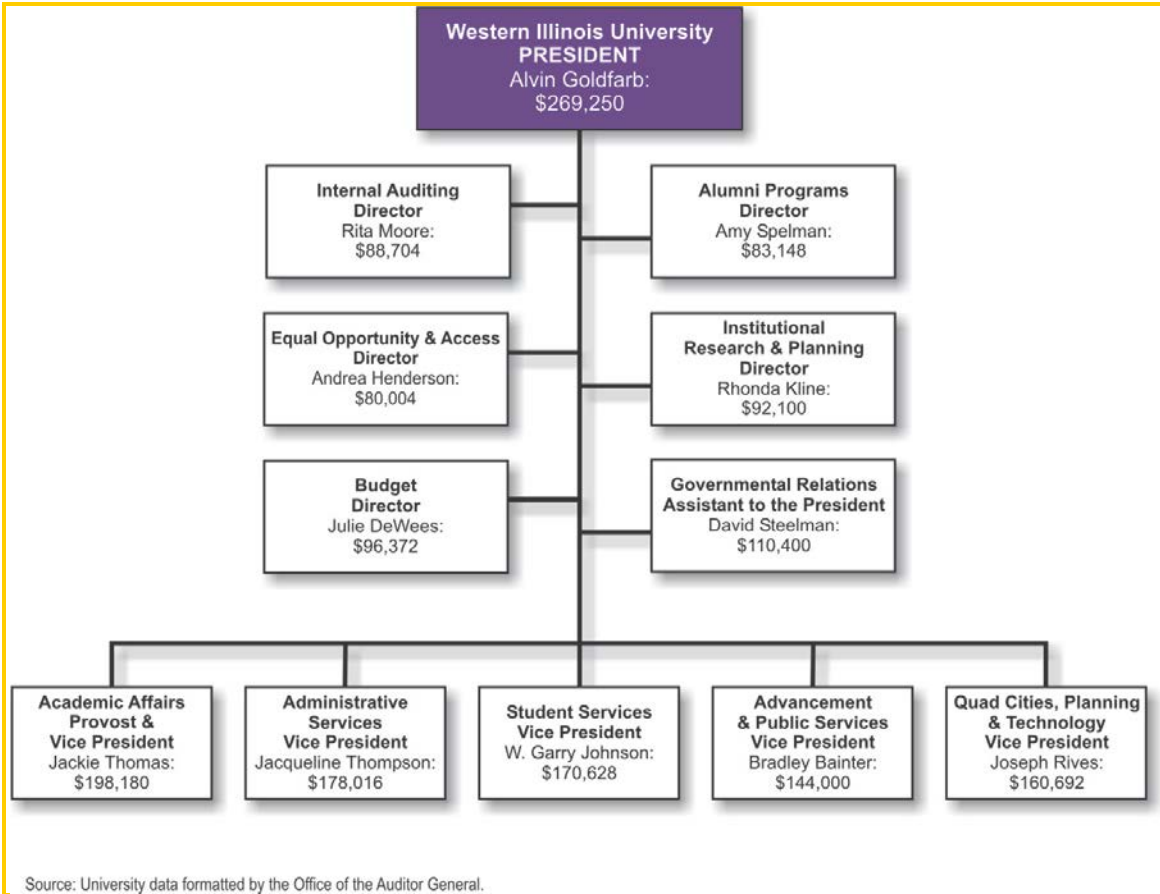 Western Illinois University
PRESIDENT
Alvin Goldfarb:
$269,250
Internal Auditing
Director
Rita Moore:
$88,704
Alumni Programs
Director
Amy Spelman:
$83,148
Equal Opportunity & Access
Director
Andrea Henderson:
$80,004
Institutional
Research & Planning
Director
Rhonda Kline:
$92,100
Budget
Director
Julie DeWees:
$96,372
Governmental Relations
Assistant to the President
David Steelman:
$110,400
Academic Affairs
Provost &
Vice President
Jackie Thomas:
$198,180
Administrative
Services
Vice President
Jacqueline Thompson:
$178,016
Student Services
Vice President
W. Garry Johnson:
$170,628
Advancement
& Public Services
Vice President
Bradley Bainter:
$144,000
Quad Cities, Planning
& Technology
Vice President
Joseph Rives:
$160,692
Source: University data formatted by the Office of the Auditor General.